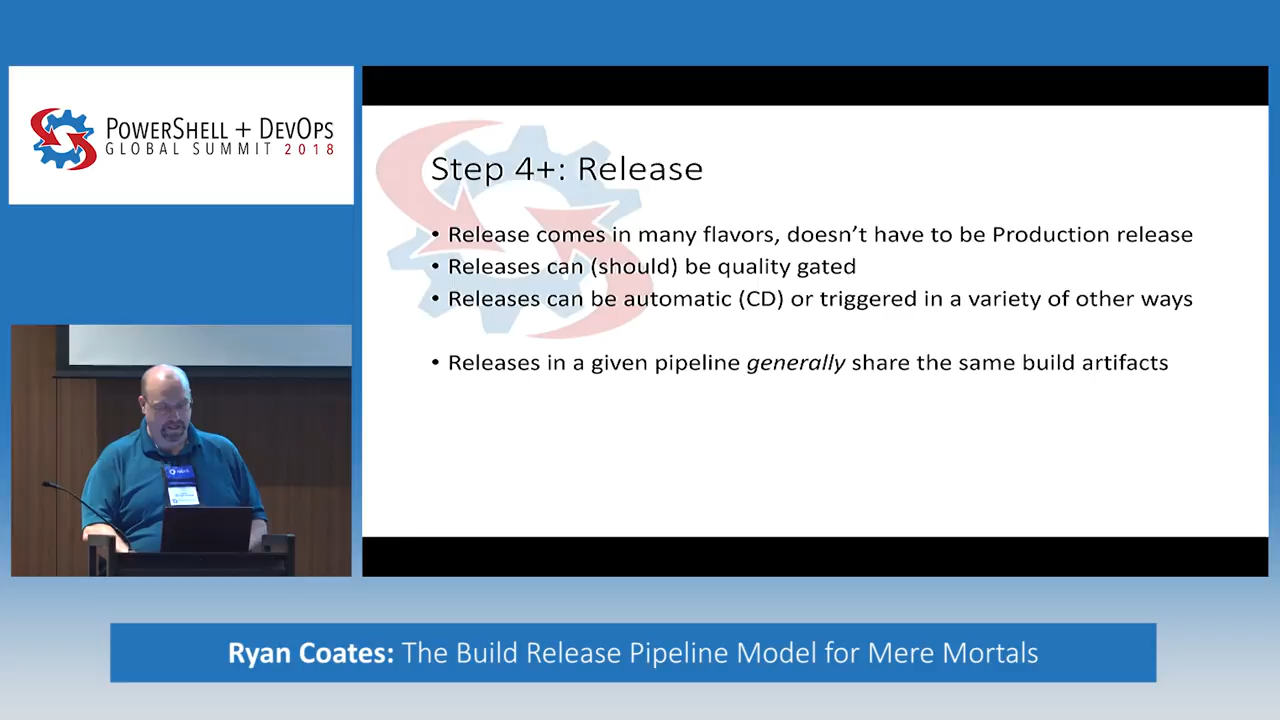 POWERSHELL + DEVOPS
GLOBAL SUMMIT 2018
Step 4+: Release
• Release comes in many flavors, doesn’t have to be Production release
• Releases can (should) be quality gated
• Releases can be automatic (CD) or triggered in a variety of other ways
• Releases in a given pipeline generally share the same build artifacts
Ryan Coates: The Build Release Pipeline Model for Mere Mortals